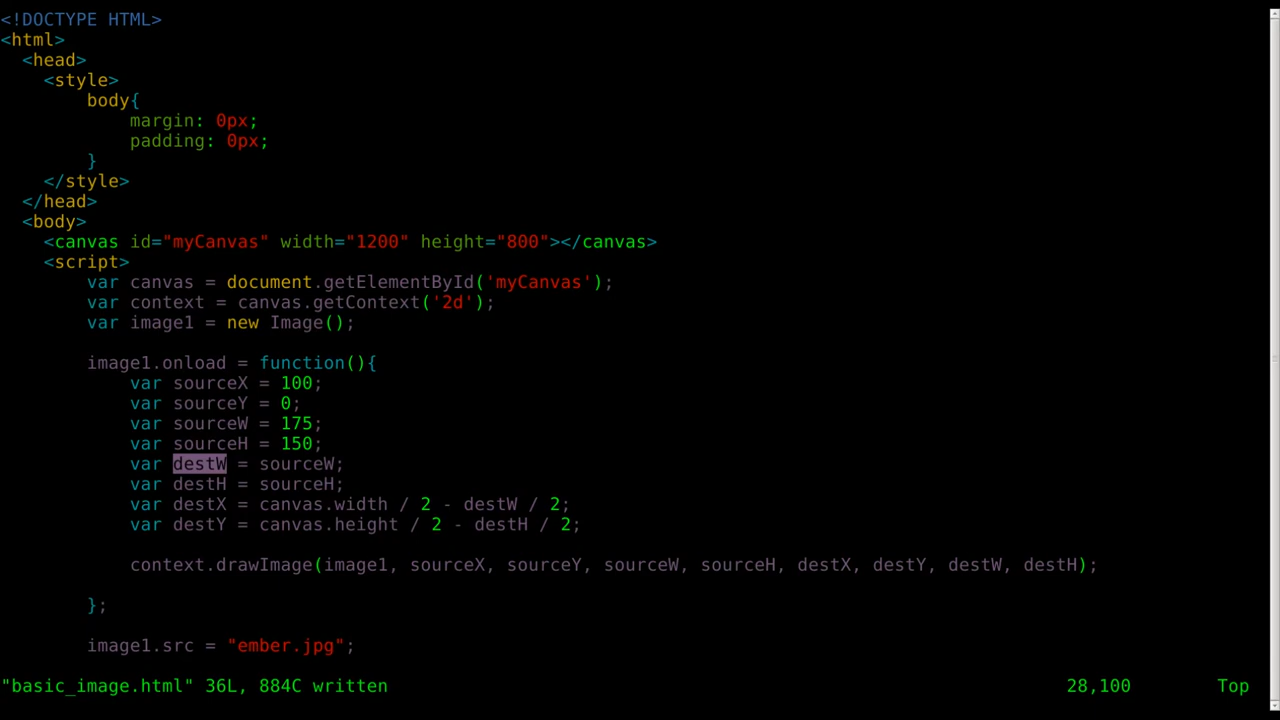 <!DOCTYPE HTML>
<html>
  <head>
    <style>
        body{
            margin: 0px;
            padding: 0px;
        }
    </style>
  </head>
  <body>
    <canvas id="myCanvas" width="1200" height="800"></canvas>
    <script>
        var canvas = document.getElementById('myCanvas');
        var context = canvas.getContext('2d');
        var image1 = new Image();

        image1.onload = function(){
            var sourceX = 100;
            var sourceY = 0;
            var sourceW = 175;
            var sourceH = 150;
            var destW = sourceW;
            var destH = sourceH;
            var destX = canvas.width / 2 - destW / 2;
            var destY = canvas.height / 2 - destH / 2;

            context.drawImage(image1, sourceX, sourceY, sourceW, sourceH, destX, destY, destW, destH);

        };

        image1.src = "ember.jpg";
"basic_image.html" 36L, 884C written 28,100 Top